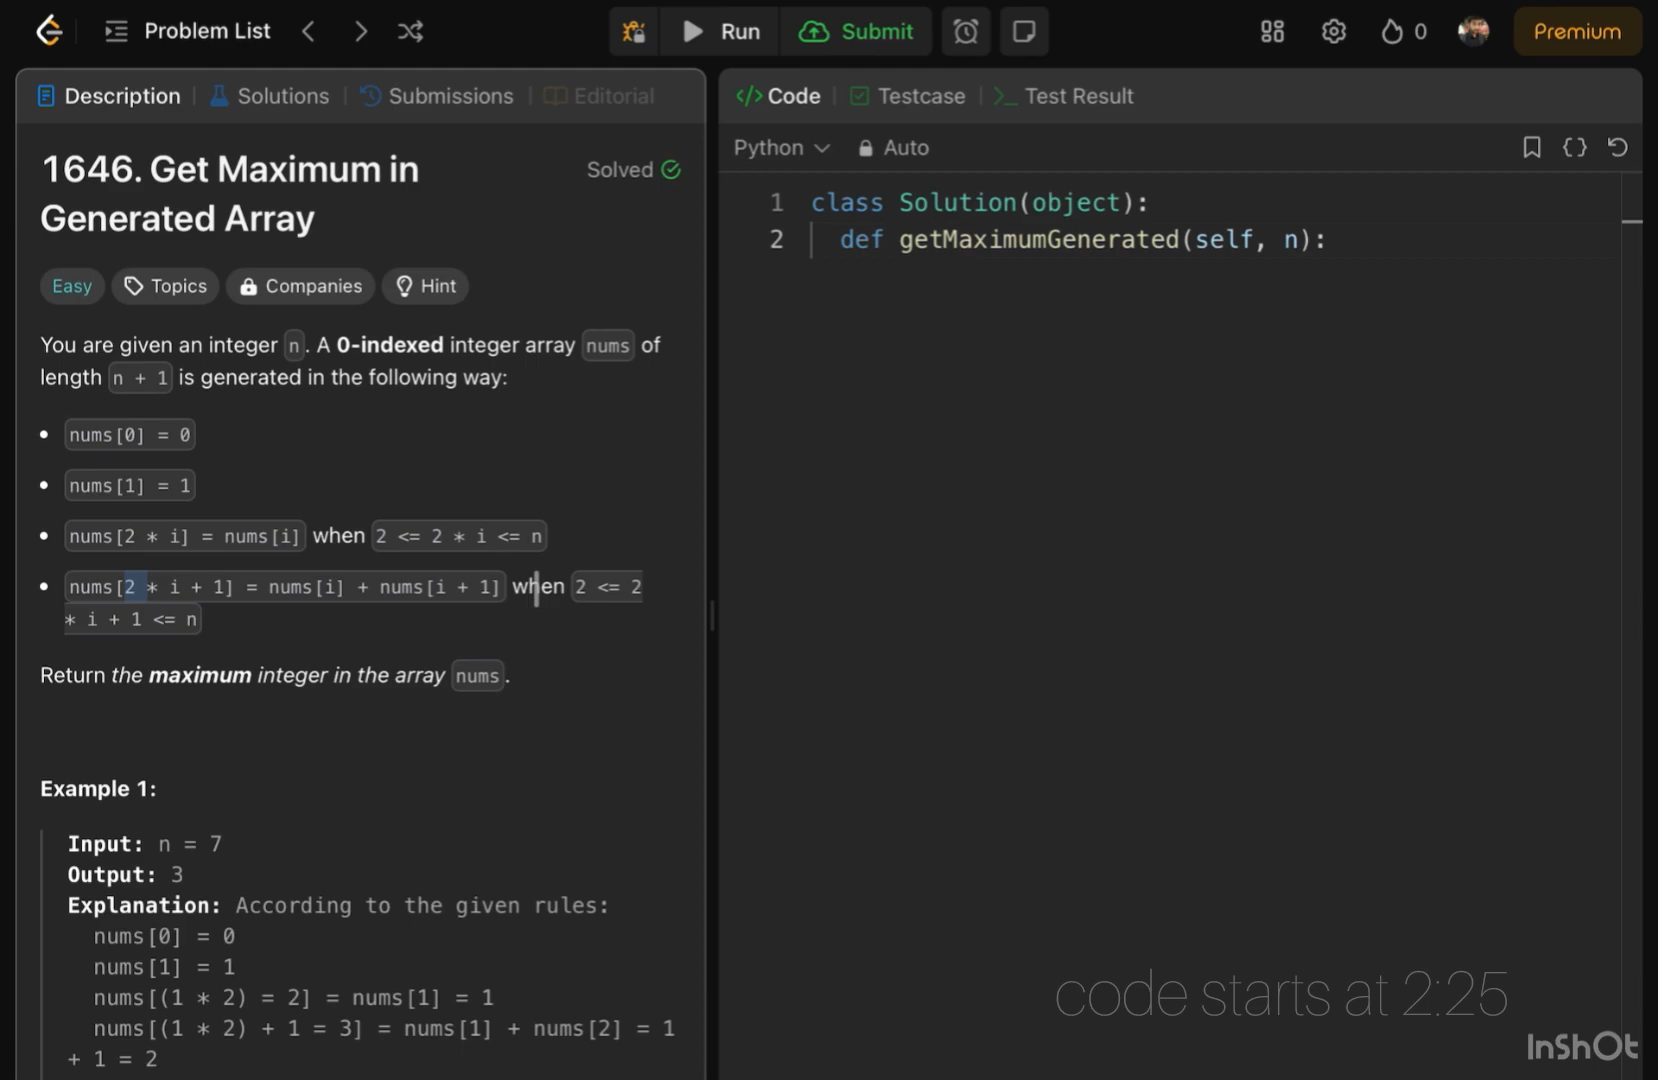 Problem List
Run
Submit
0
Premium
Description
Solutions
Submissions
Editorial
1646. Get Maximum in
Generated Array
Solved
Easy
Topics
Companies
Hint
You are given an integer n. A 0-indexed integer array nums of
length n + 1 is generated in the following way:
• nums[0] = 0
• nums[1] = 1
• nums[2 * i] = nums[i] when 2 <= 2 * i <= n
• nums[2 * i + 1] = nums[i] + nums[i + 1] when 2 <= 2
* i + 1 <= n
Return the maximum integer in the array nums.
Example 1:
Input: n = 7
Output: 3
Explanation: According to the given rules:
nums[0] = 0
nums[1] = 1
nums[(1 * 2) = 2] = nums[1] = 1
nums[(1 * 2) + 1 = 3] = nums[1] + nums[2] = 1
+ 1 = 2
</> Code
Testcase
>_ Test Result
Python
Auto
{}
1 class Solution(object):
2 def getMaximumGenerated(self, n):
code starts at 2:25
InShOt